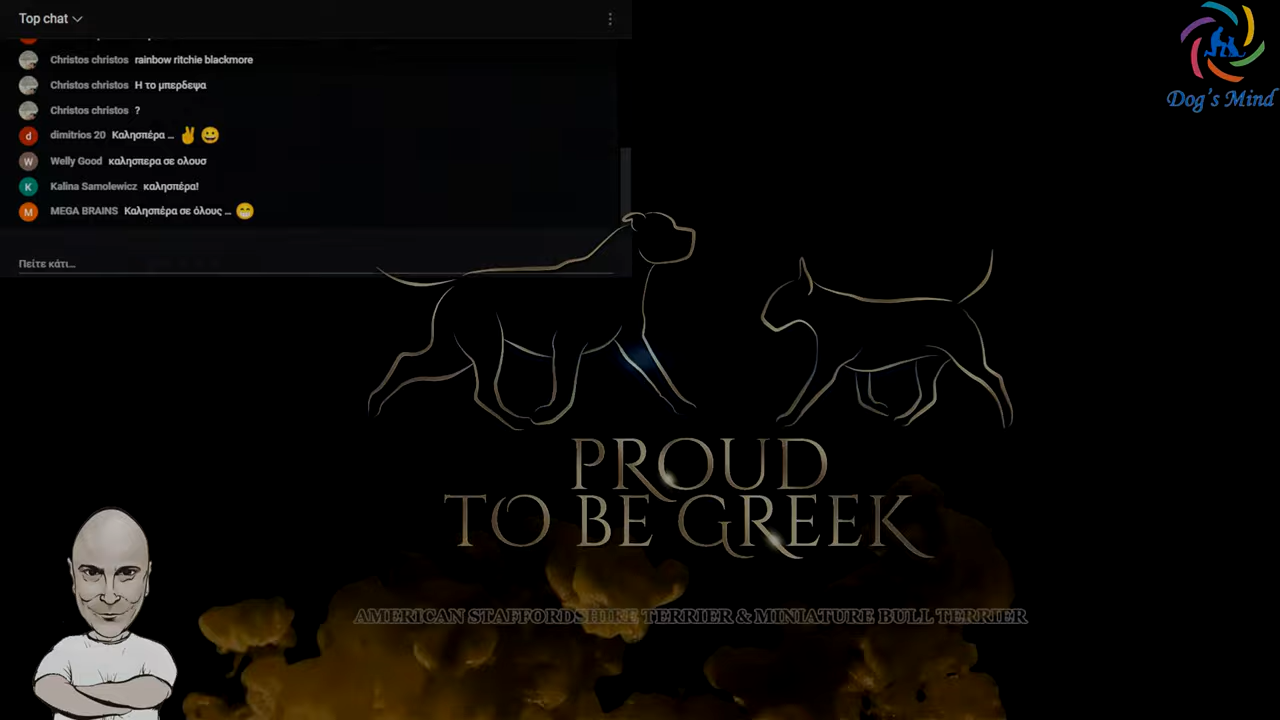 Top chat
Christos christos rainbow ritchie blackmore
Christos christos Η το μπερδεψα
Christos christos ?
d dimitrios 20 Καλησπέρα ... ✌😀
W Welly Good καλησπερα σε ολουσ
K Kalina Samolewicz καλησπέρα!
M MEGA BRAINS Καλησπέρα σε όλους ... 😁
Πείτε κάτι...
Dog's Mind
PROUD
TO BE GREEK
AMERICAN STAFFORDSHIRE TERRIER & MINIATURE BULL TERRIER